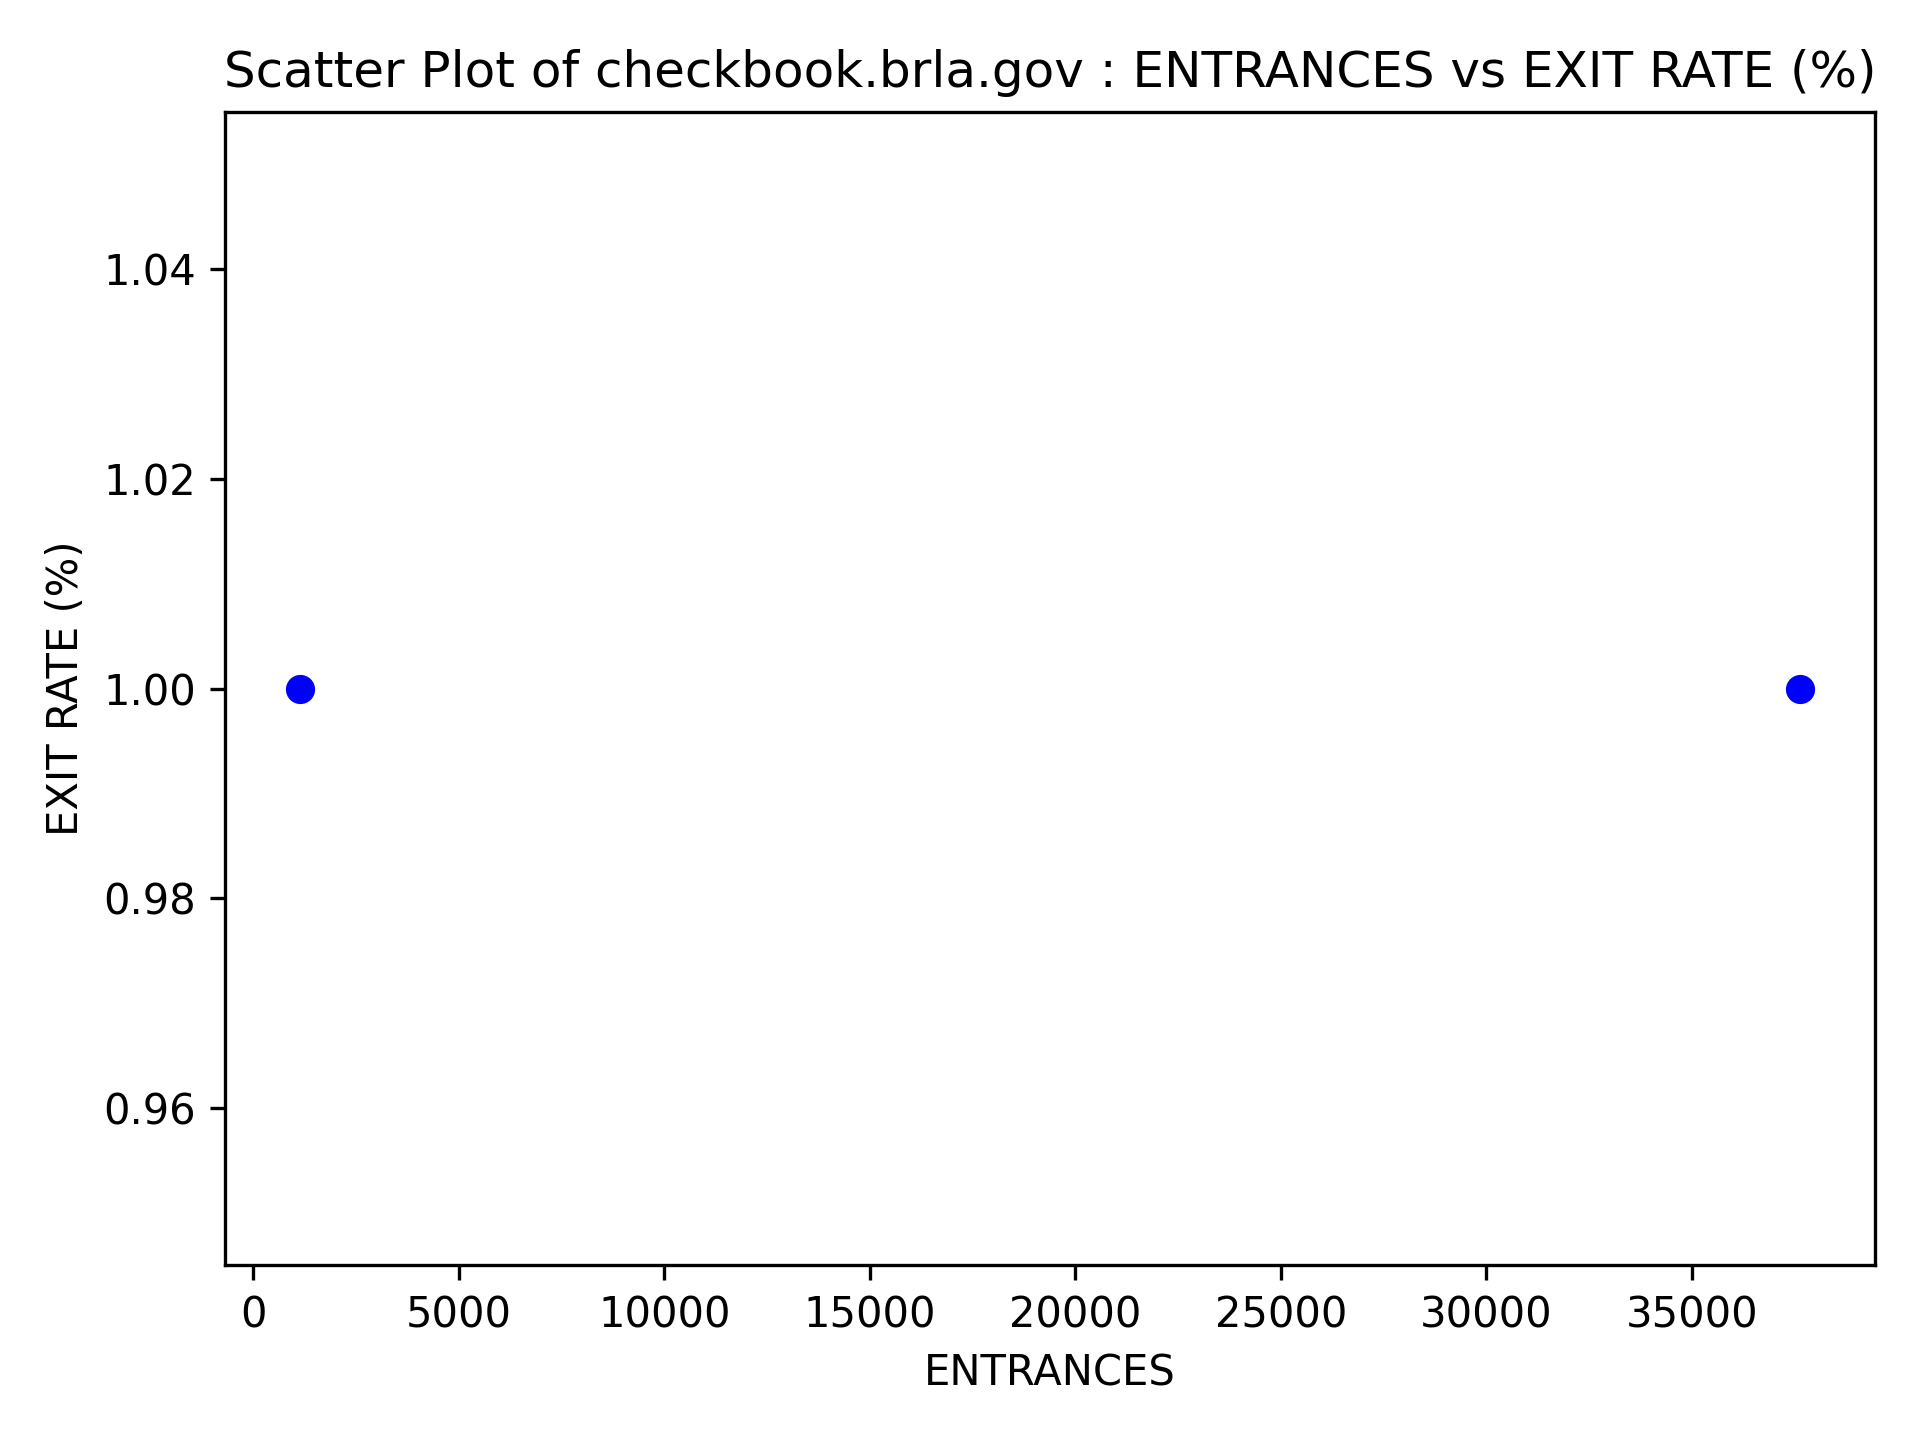 Scatter Plot of checkbook.brla.gov : ENTRANCES vs EXIT RATE (%)
EXIT RATE (%)
1.04
1.02
1.00
0.98
0.96
0 5000 10000 15000 20000 25000 30000 35000
ENTRANCES